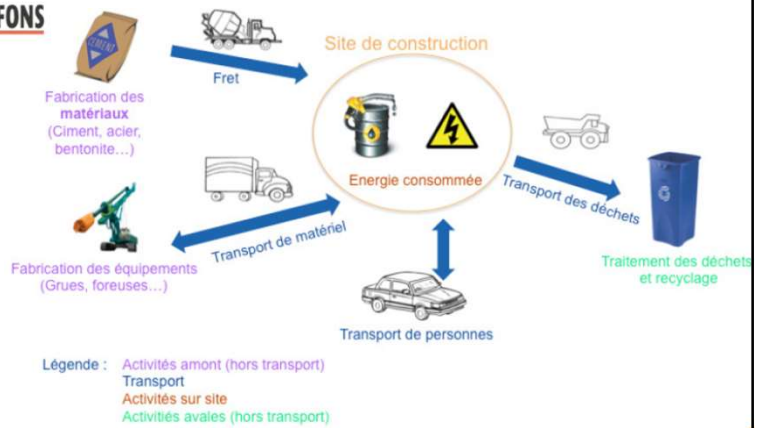 FONS
CEMENT
Site de construction
Fret
Fabrication des
matériaux
(Ciment, acier,
bentonite...)
Energie consommée
Transport des déchets
Transport de matériel
Fabrication des équipements
(Grues, foreuses...)
Traitement des déchets
et recyclage
Transport de personnes
Légende : Activités amont (hors transport)
Transport
Activités sur site
Activitiés avales (hors transport)